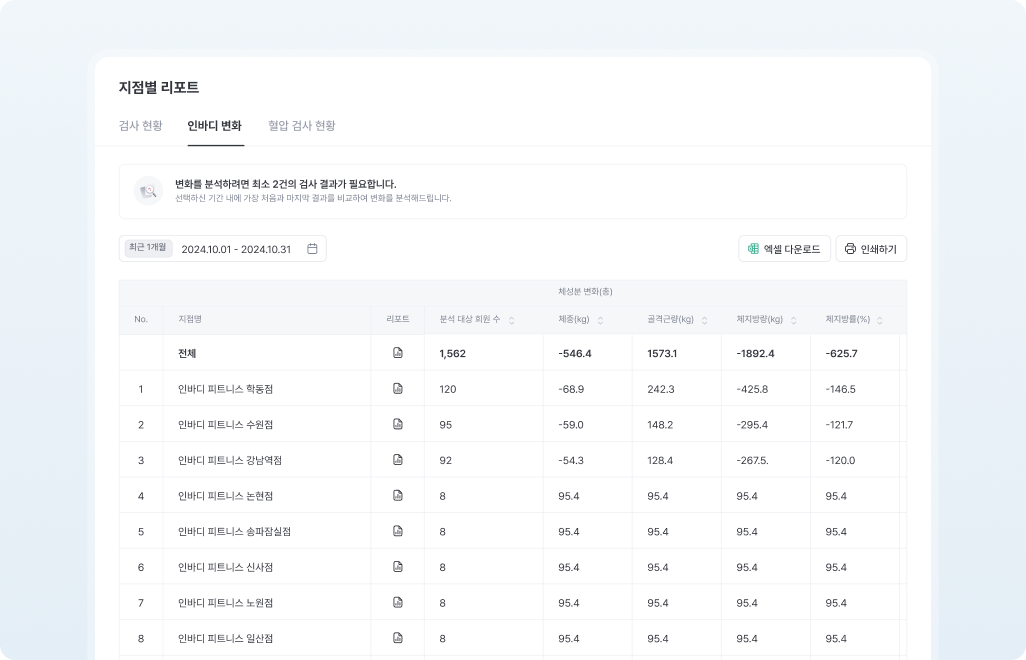 지점별 리포트
검사 현황 인바디 변화 혈압 검사 현황
변화를 분석하려면 최소 2건의 검사 결과가 필요합니다.
선택하신 기간 내에 가장 처음과 마지막 결과를 비교하여 변화를 분석해드립니다.
최근 1개월 2024.10.01 - 2024.10.31 엑셀 다운로드 인쇄하기
체성분 변화(총)
No. 지점명 리포트 분석 대상 회원 수 체중(kg) 골격근량(kg) 체지방량(kg) 체지방률(%)
전체 1,562 -546.4 1573.1 -1892.4 -625.7
1 인바디 피트니스 학동점 120 -68.9 242.3 -425.8 -146.5
2 인바디 피트니스 수원점 95 -59.0 148.2 -295.4 -121.7
3 인바디 피트니스 강남역점 92 -54.3 128.4 -267.5. -120.0
4 인바디 피트니스 논현점 8 95.4 95.4 95.4 95.4
5 인바디 피트니스 송파잠실점 8 95.4 95.4 95.4 95.4
6 인바디 피트니스 신사점 8 95.4 95.4 95.4 95.4
7 인바디 피트니스 노원점 8 95.4 95.4 95.4 95.4
8 인바디 피트니스 일산점 8 95.4 95.4 95.4 95.4